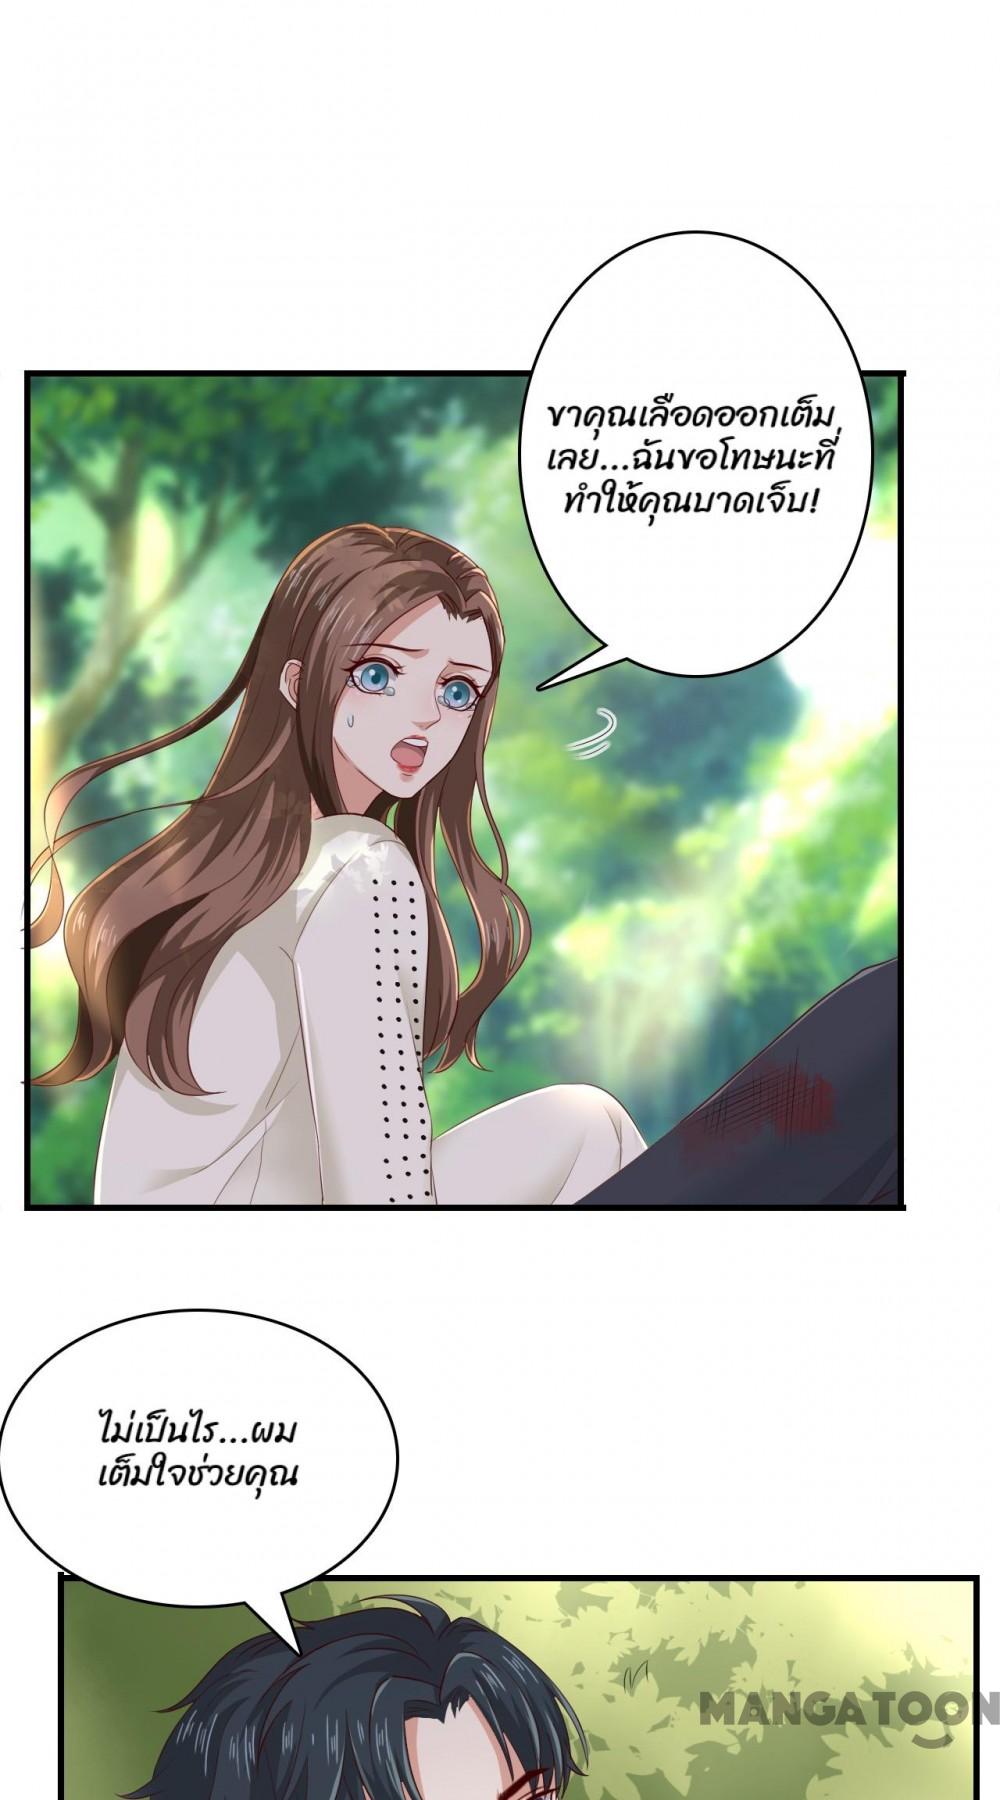 ขาคุณเลือดออกเต็ม
เลย...ฉันขอโทษนะที่
ทำให้คุณบาดเจ็บ!
ไม่เป็นไร...ผม
เต็มใจช่วยคุณ
MANGATOON